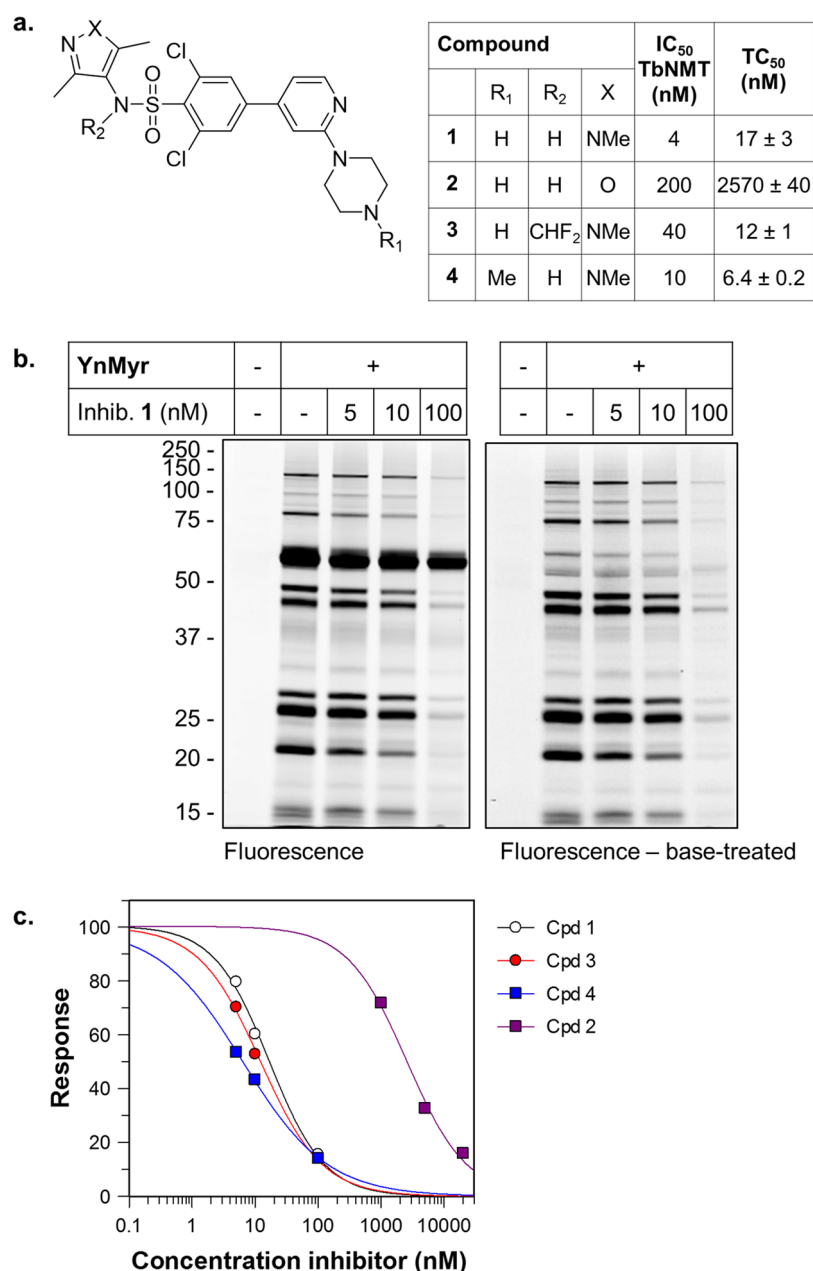 a.
X
N
N
R2
S
O
O
Cl
Cl
N
N
N
R1
Compound IC50 TbNMT (nM) TC50 (nM)
R1 R2 X
1 H H NMe 4 17 ± 3
2 H H O 200 2570 ± 40
3 H CHF2 NMe 40 12 ± 1
4 Me H NMe 10 6.4 ± 0.2
b.
YnMyr - + - +
Inhib. 1 (nM) - - 5 10 100 - - 5 10 100
250 -
150 -
100 -
75 -
50 -
37 -
25 -
20 -
15 -
Fluorescence
Fluorescence – base-treated
c.
Response
100
80
60
40
20
0
0.1 1 10 100 1000 10000
Concentration inhibitor (nM)
Cpd 1
Cpd 3
Cpd 4
Cpd 2